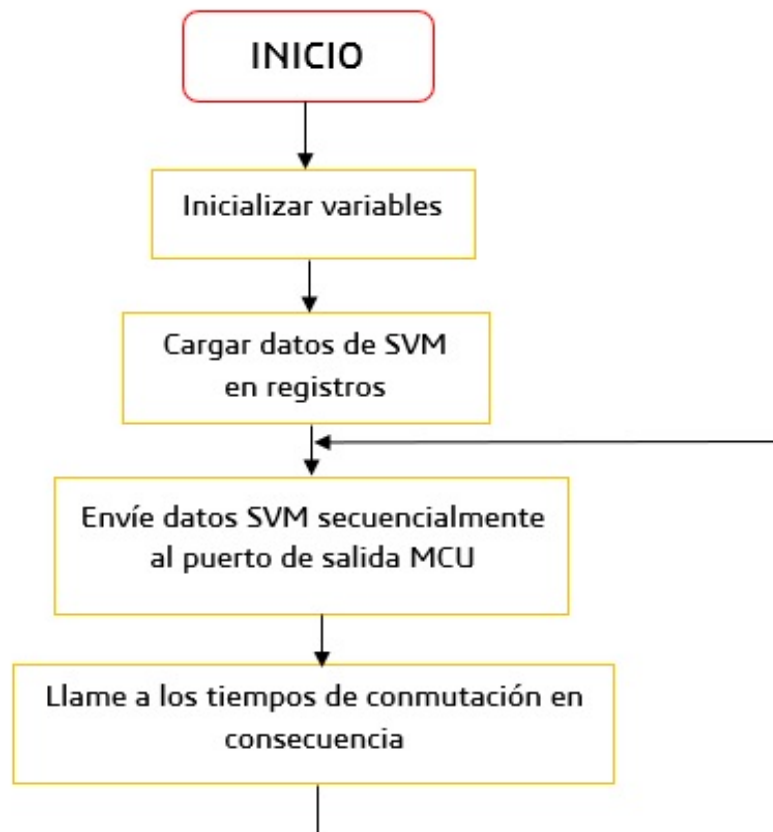 INICIO
Inicializar variables
Cargar datos de SVM
en registros
Envíe datos SVM secuencialmente
al puerto de salida MCU
Llame a los tiempos de conmutación en
consecuencia